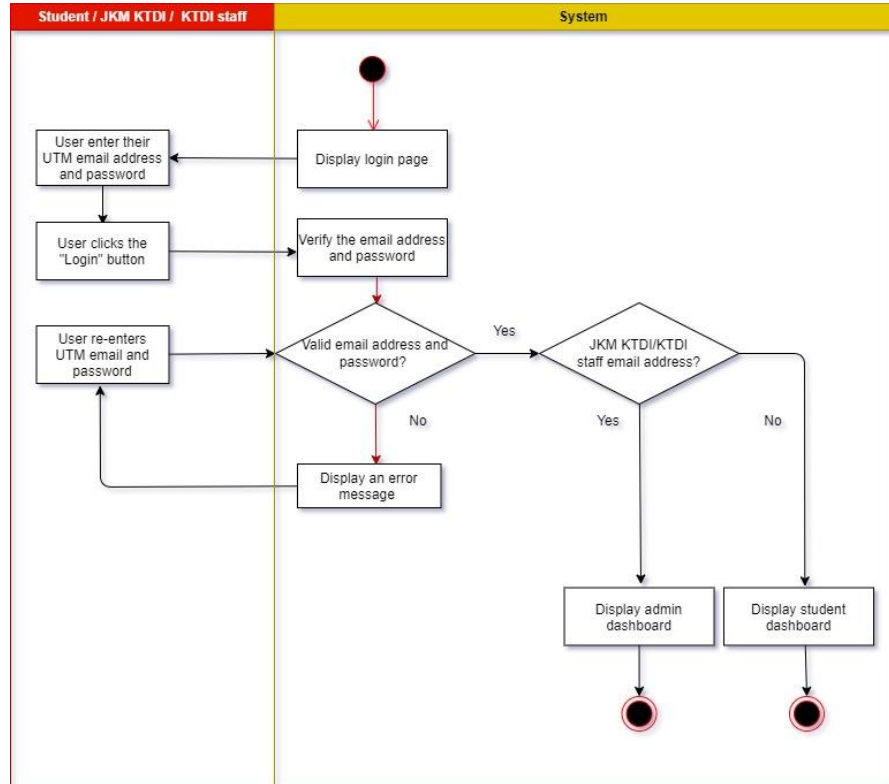 Student / JKM KTDI / KTDI staff
System
Display login page
User enter their
UTM email address
and password
User clicks the
"Login" button
Verify the email address
and password
Valid email address and
password?
Yes
JKM KTDI/KTDI
staff email address?
User re-enters
UTM email and
password
No
Yes
No
Display an error
message
Display admin
dashboard
Display student
dashboard